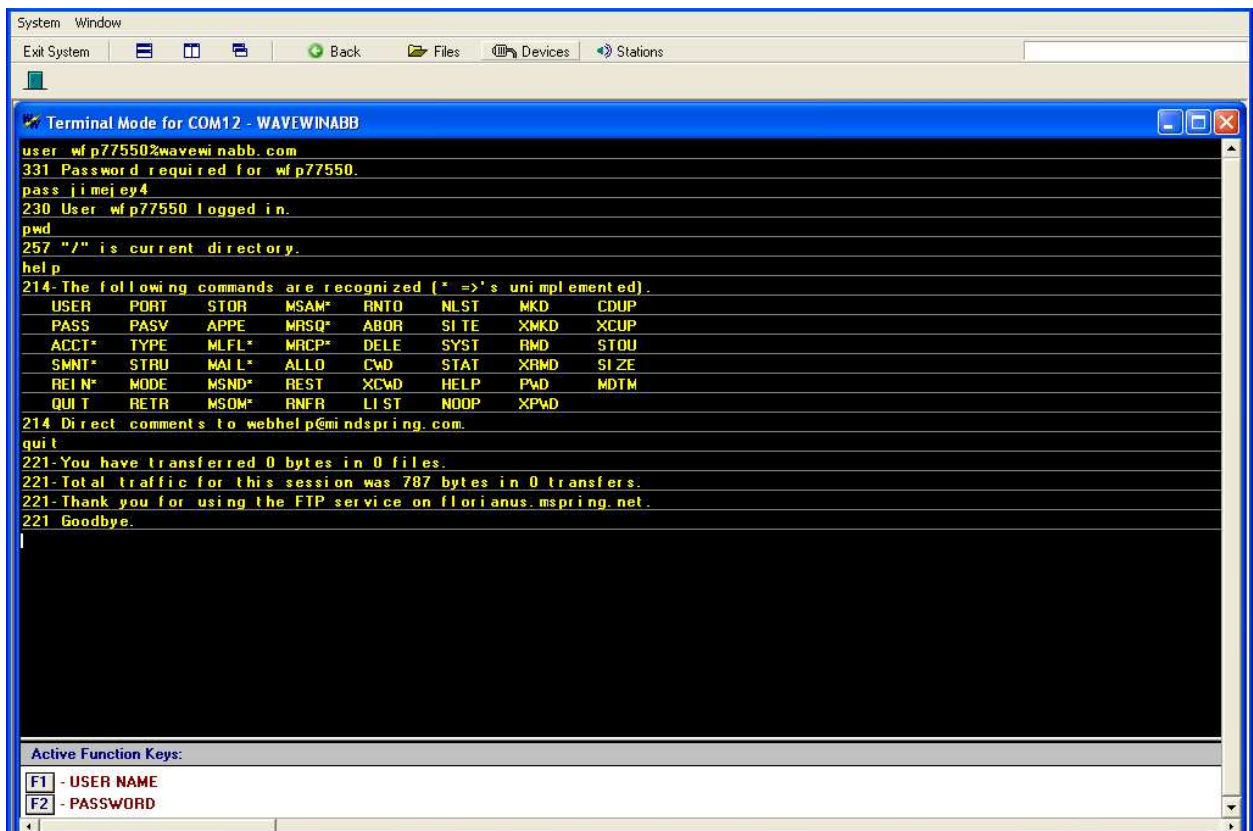 System Window
Exit System Back Files Devices Stations
Terminal Mode for COM12 - WAVEWINABB
user wfp77550%wavewinabb.com
331 Password required for wfp77550.
pass jimejey4
230 User wfp77550 logged in.
pwd
257 "/" is current directory.
help
214-The following commands are recognized (* =>'s unimplemented).
USER PORT STOR MSAM* RNTO NLST MKD CDUP
PASS PASV APPE MRSQ* ABOR SITE XMKD XCUP
ACCT* TYPE MLFL* MRCP* DELE SYST RMD STOU
SMNT* STRU MAIL* ALLO CWD STAT XRMD SIZE
REIN* MODE MSND* REST XCWD HELP PWD MDTM
QUIT RETR MSOM* RNFR LIST NOOP XPWD
214 Direct comments to webhelp@mindspring.com.
quit
221-You have transferred 0 bytes in 0 files.
221-Total traffic for this session was 787 bytes in 0 transfers.
221-Thank you for using the FTP service on florianus.mspring.net.
221 Goodbye.
Active Function Keys:
F1 - USER NAME
F2 - PASSWORD